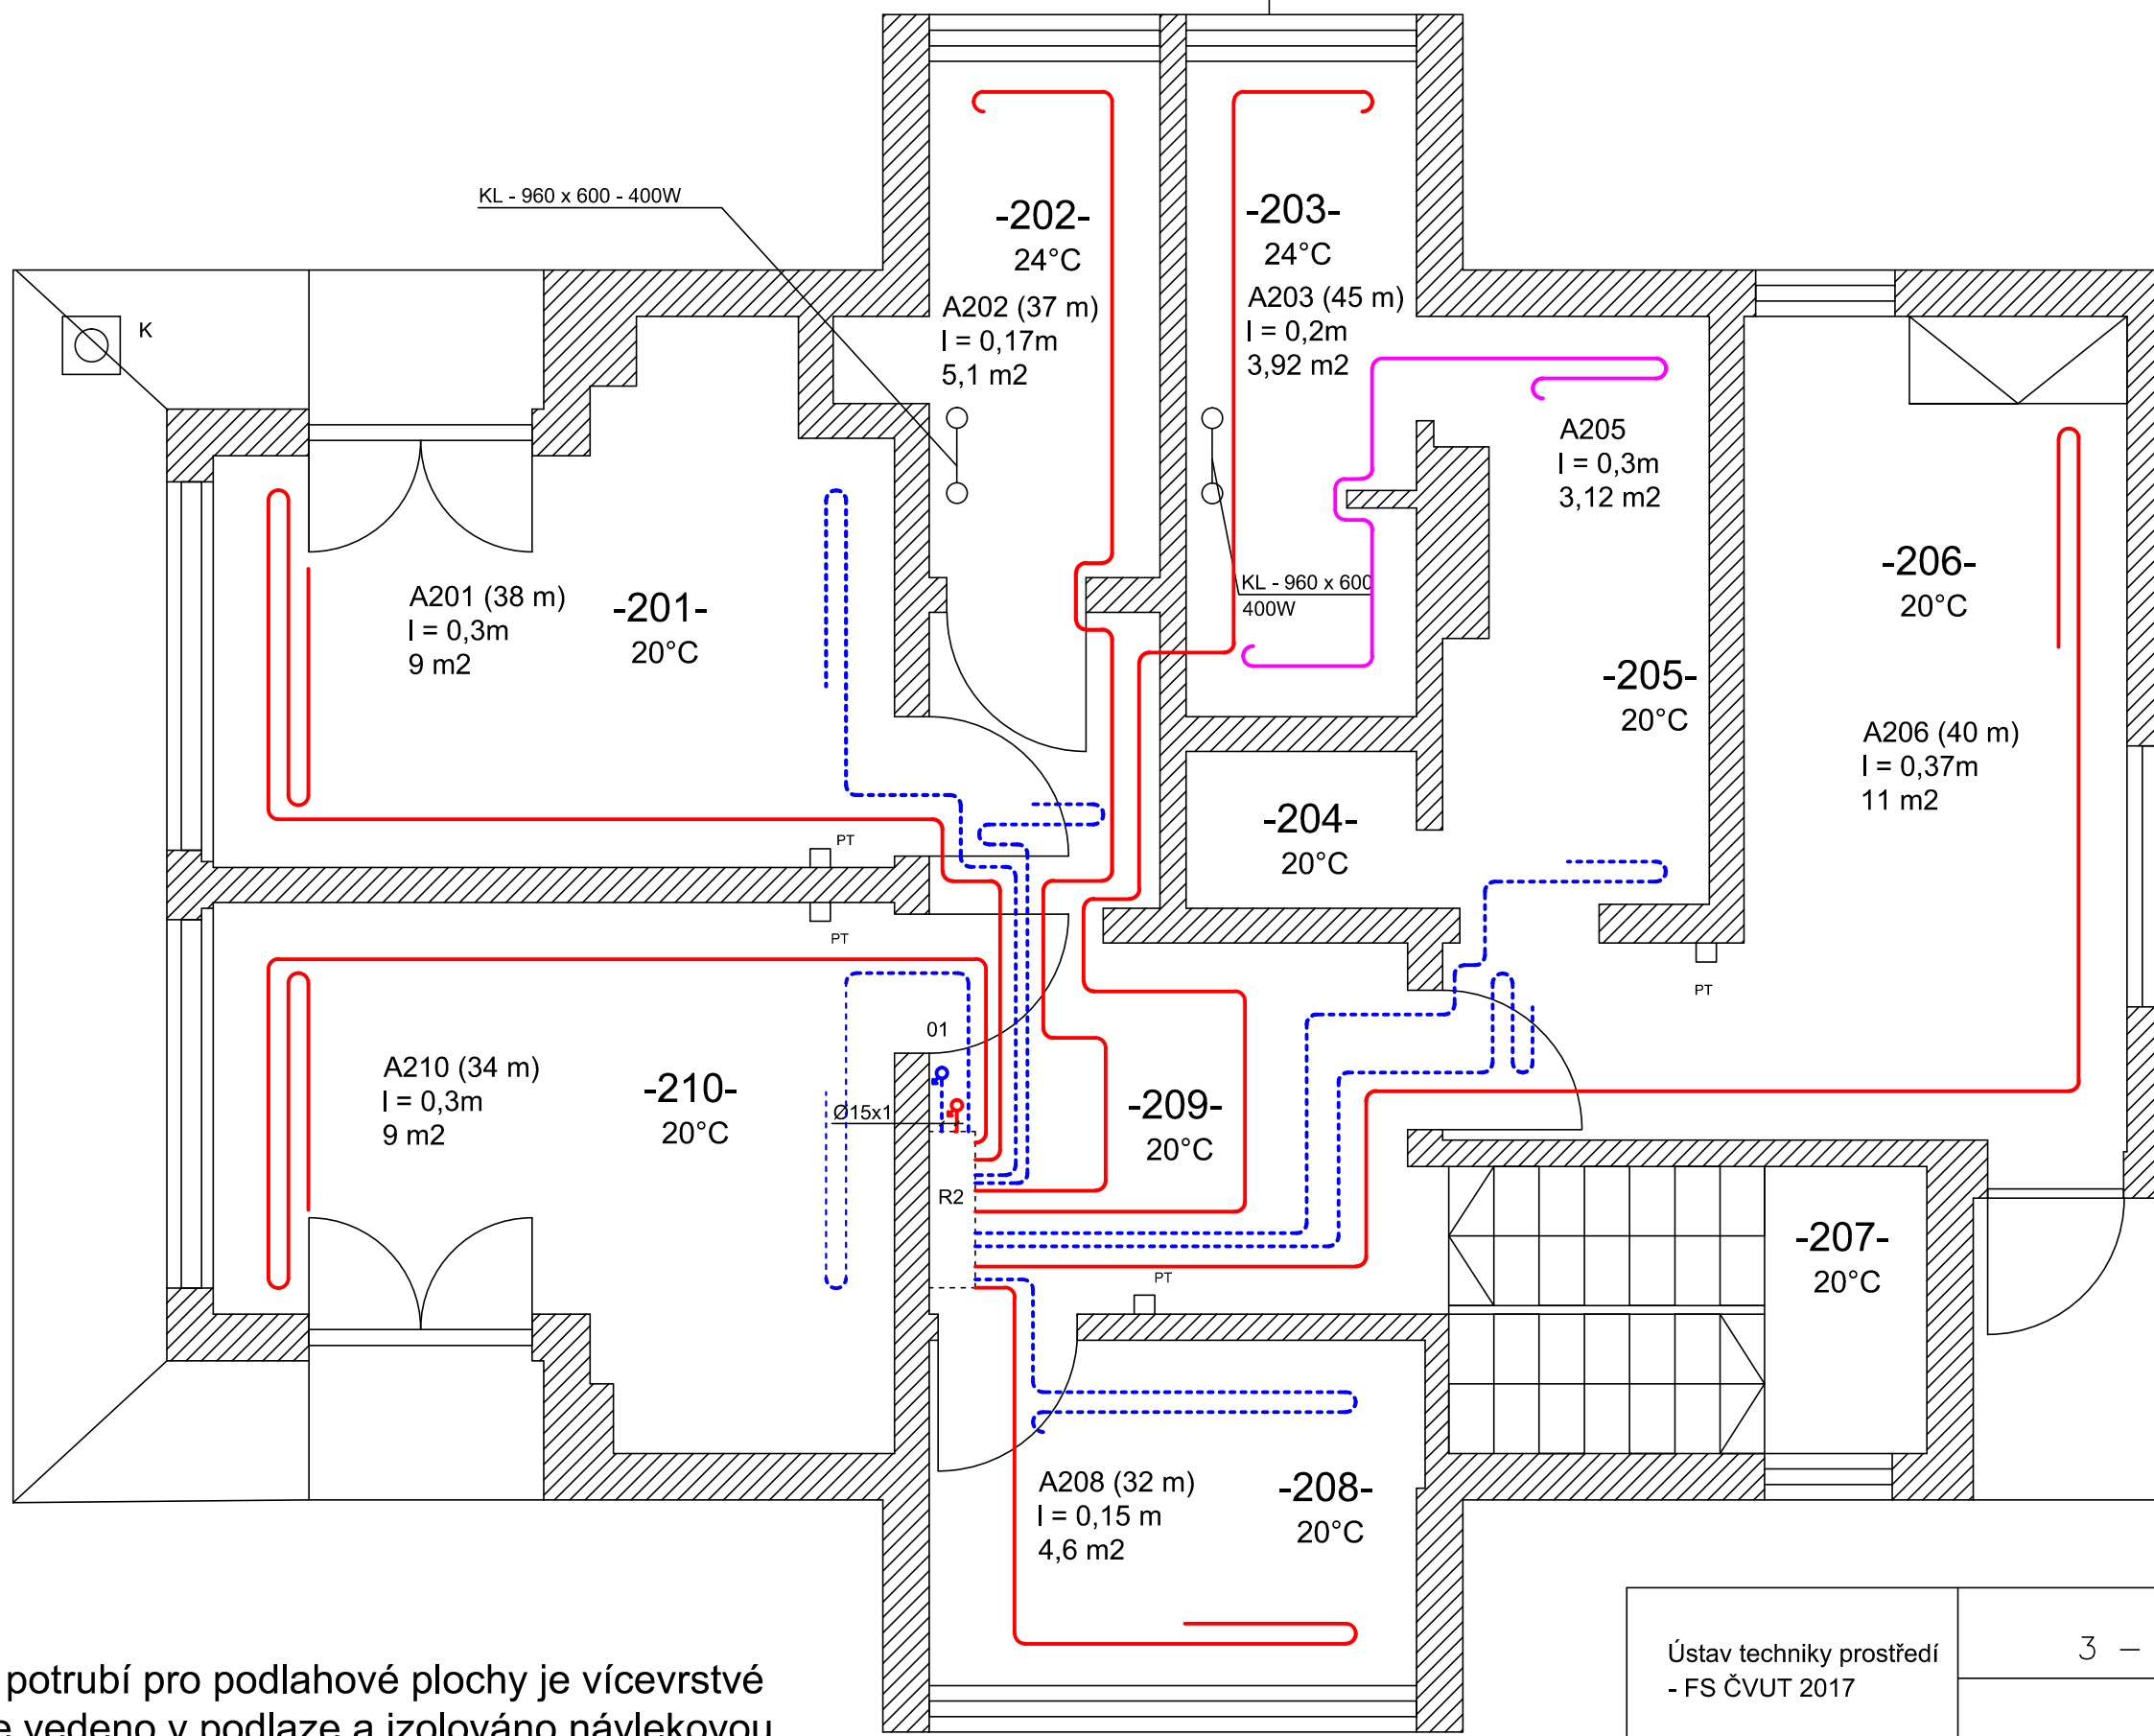 KL - 960 x 600 - 400W
-202-
24°C
A202 (37 m)
l = 0,17m
5,1 m2
-203-
24°C
A203 (45 m)
l = 0,2m
3,92 m2
K
A205
l = 0,3m
3,12 m2
-206-
20°C
A201 (38 m)
l = 0,3m
9 m2
-201-
20°C
KL - 960 x 600
400W
-205-
20°C
A206 (40 m)
l = 0,37m
11 m2
-204-
20°C
PT
PT
PT
01
A210 (34 m)
l = 0,3m
9 m2
-210-
20°C
Ø15x1
-209-
20°C
R2
PT
-207-
20°C
A208 (32 m)
l = 0,15 m
4,6 m2
-208-
20°C
potrubí pro podlahové plochy je vícevrstvé
vedeno v podlaze a izolováno návlekovou
Ústav techniky prostředí
- FS ČVUT 2017
3 –